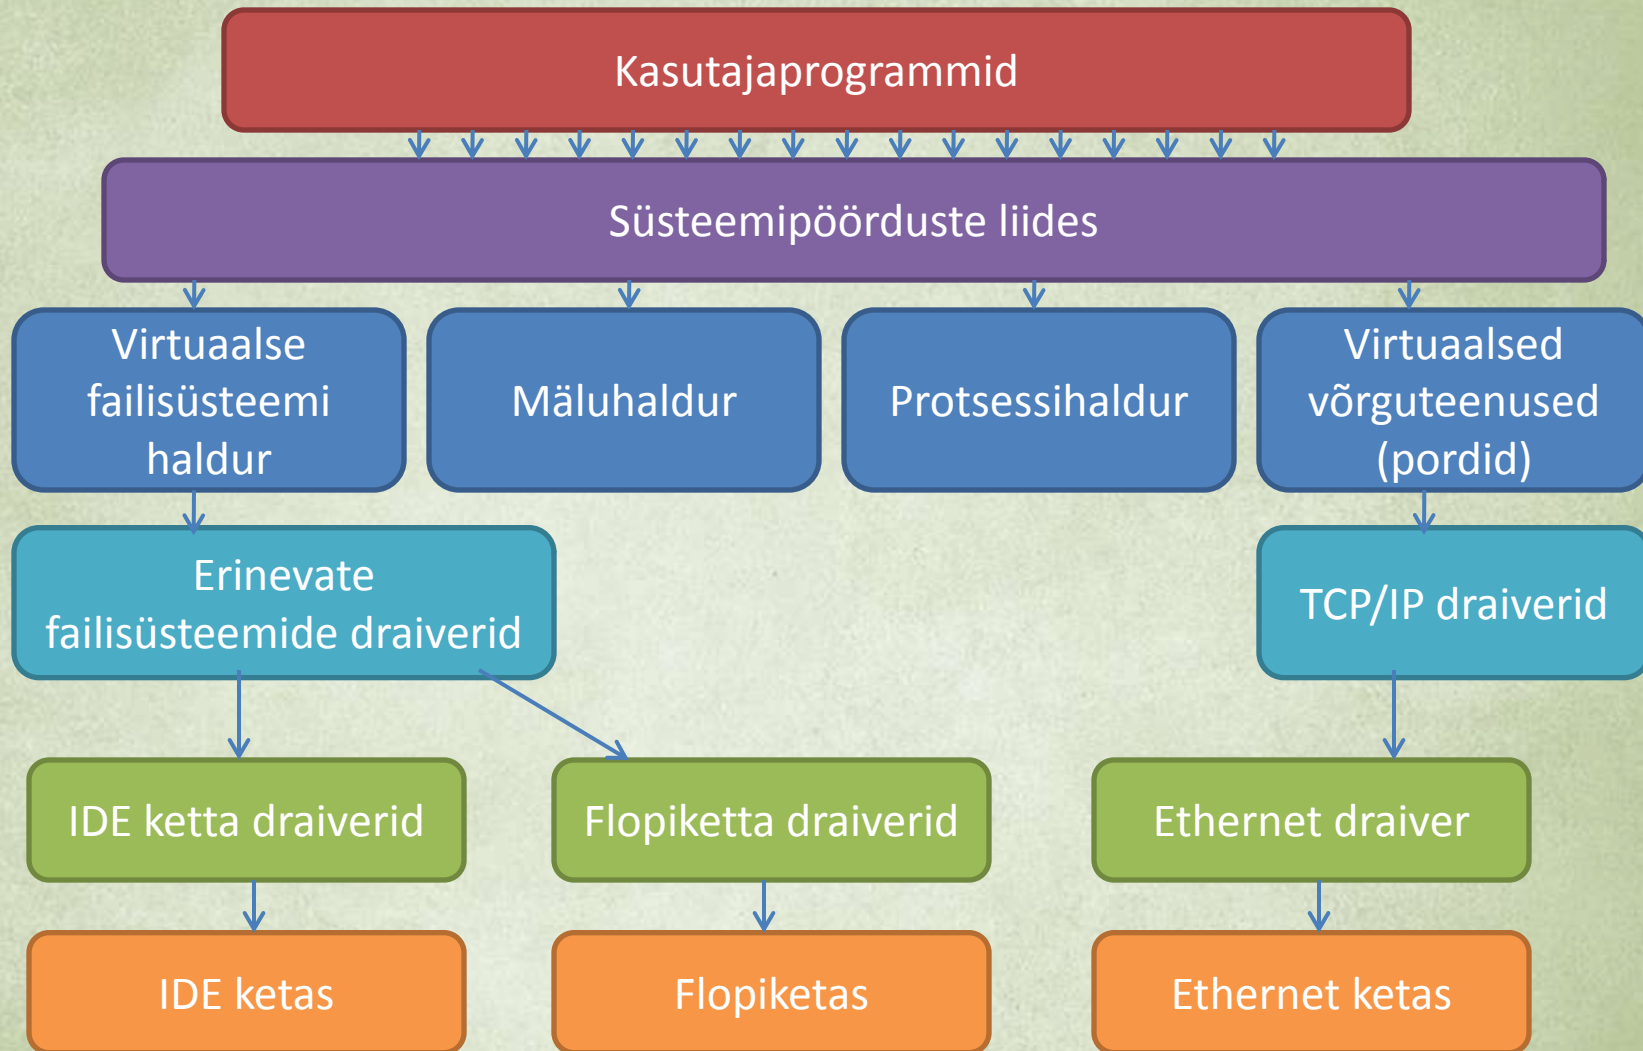 Kasutajaprogrammid
Süsteemipöörduste liides
Virtuaalse
failisüsteemi
haldur
Mäluhaldur
Protsessihaldur
Virtuaalsed
võrguteenused
(pordid)
Erinevate
failisüsteemide draiverid
TCP/IP draiverid
IDE ketta draiverid
Flopiketta draiverid
Ethernet draiver
IDE ketas
Flopiketas
Ethernet ketas